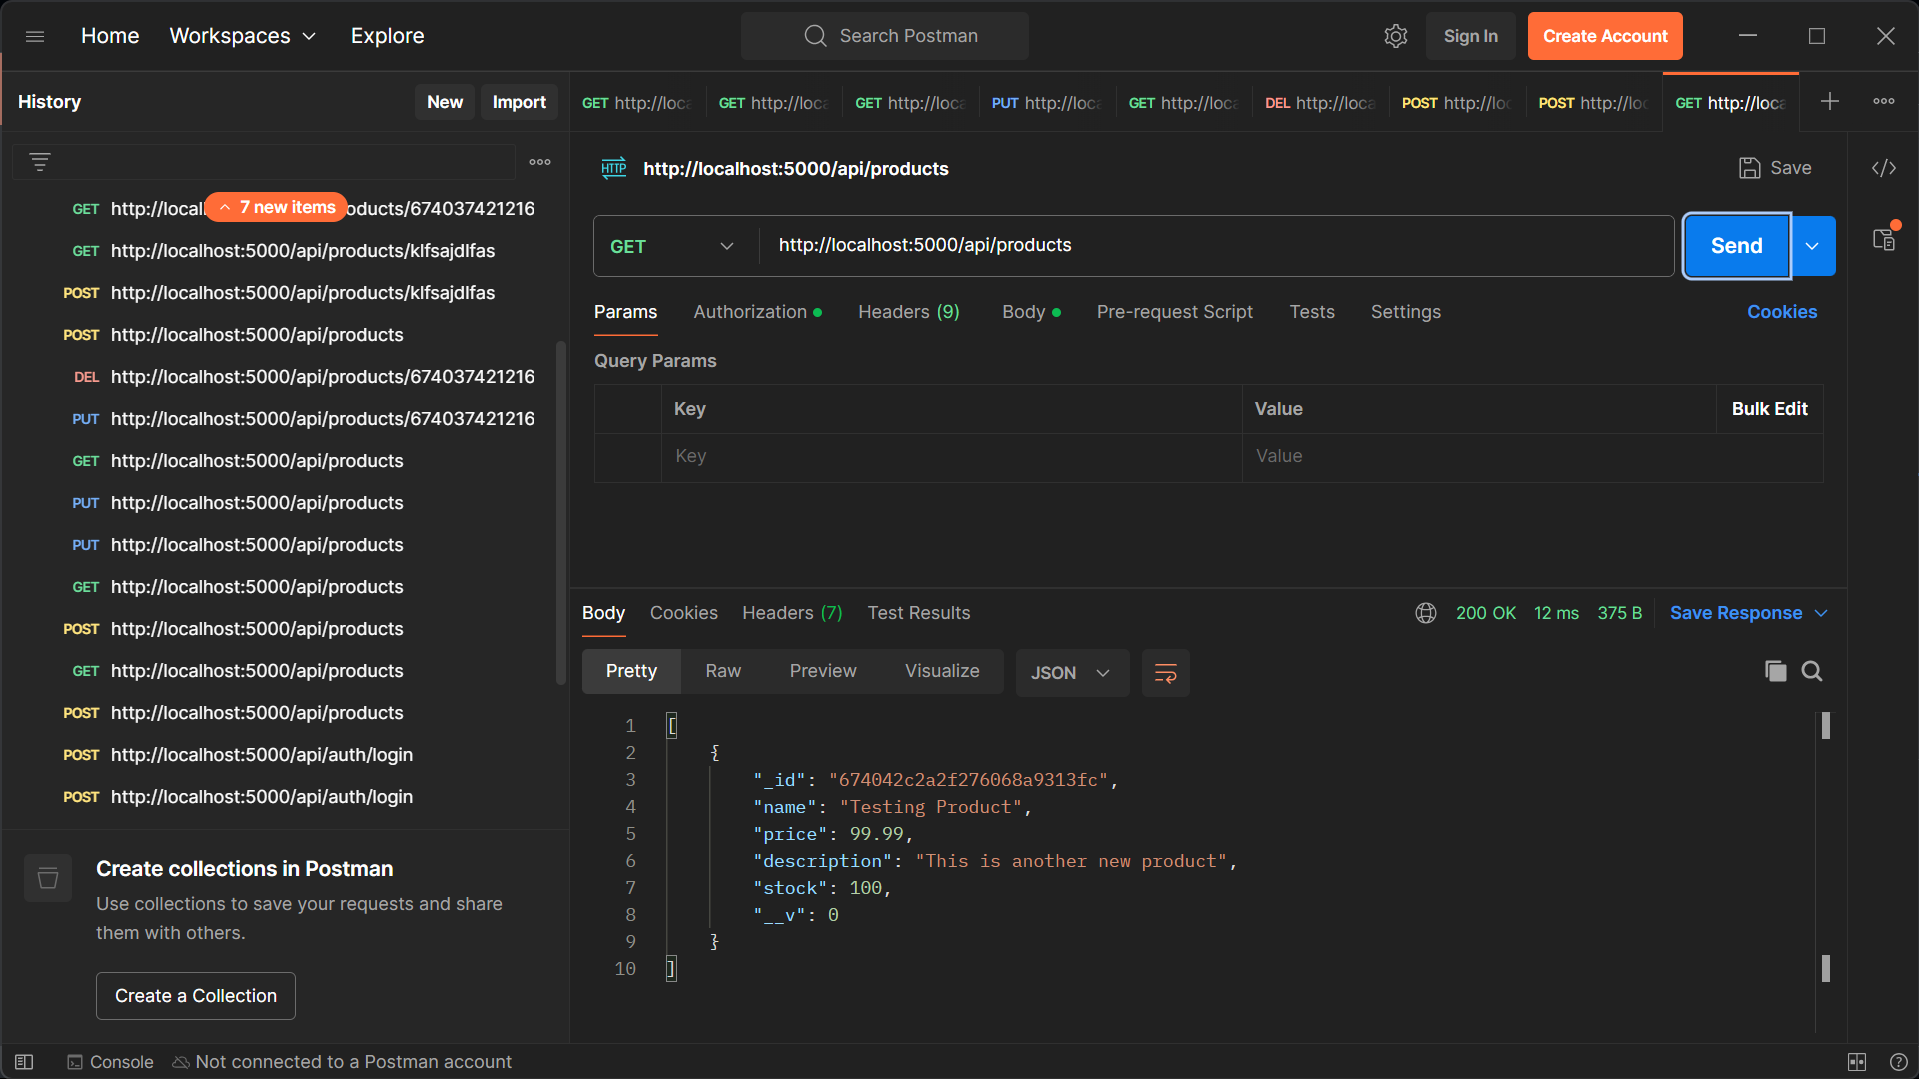 Home Workspaces Explore Search Postman Sign In Create Account
History New Import
GET http://loca GET http://loca GET http://loca PUT http://loca GET http://loca DEL http://loca POST http://loc POST http://loc GET http://loca
GET http://local 7 new items oducts/674037421216
GET http://localhost:5000/api/products/klfsajdlfas
POST http://localhost:5000/api/products/klfsajdlfas
POST http://localhost:5000/api/products
DEL http://localhost:5000/api/products/674037421216
PUT http://localhost:5000/api/products/674037421216
GET http://localhost:5000/api/products
PUT http://localhost:5000/api/products
PUT http://localhost:5000/api/products
GET http://localhost:5000/api/products
POST http://localhost:5000/api/products
GET http://localhost:5000/api/products
POST http://localhost:5000/api/products
POST http://localhost:5000/api/auth/login
POST http://localhost:5000/api/auth/login
Create collections in Postman
Use collections to save your requests and share
them with others.
Create a Collection
HTTP http://localhost:5000/api/products Save </>
GET http://localhost:5000/api/products Send
Params Authorization Headers (9) Body Pre-request Script Tests Settings Cookies
Query Params
Key Value Bulk Edit
Key Value
Body Cookies Headers (7) Test Results 200 OK 12 ms 375 B Save Response
Pretty Raw Preview Visualize JSON
1 [
2 {
3 "_id": "674042c2a2f276068a9313fc",
4 "name": "Testing Product",
5 "price": 99.99,
6 "description": "This is another new product",
7 "stock": 100,
8 "__v": 0
9 }
10 ]
Console Not connected to a Postman account